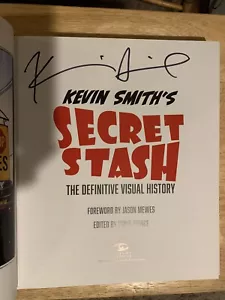 KEVIN SMITH'S
SECRET
STASH
THE DEFINITIVE VISUAL HISTORY
FOREWORD BY JASON MEWES
EDITED BY